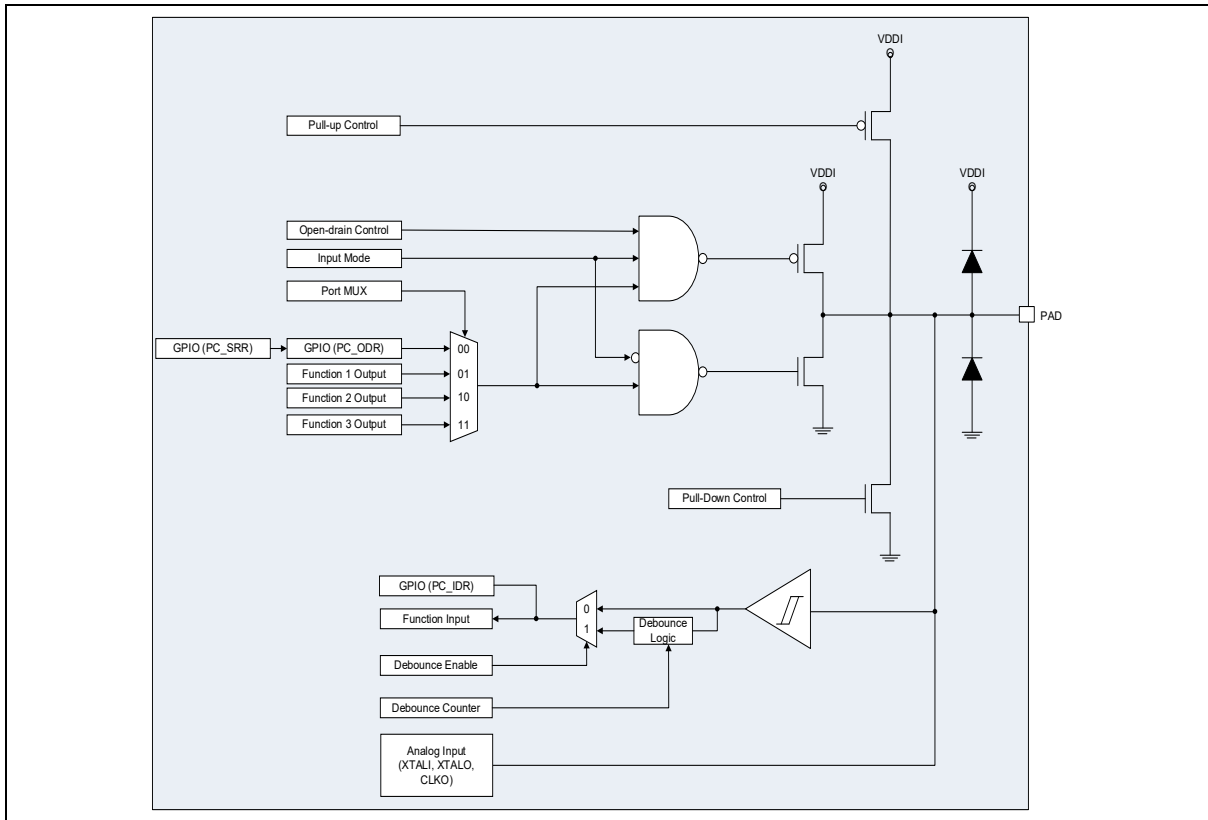 VDDI
Pull-up Control
VDDI
VDDI
Open-drain Control
Input Mode
Port MUX
PAD
GPIO (PC_SRR)
GPIO (PC_ODR)
00
Function 1 Output
01
Function 2 Output
10
Function 3 Output
11
Pull-Down Control
GPIO (PC_IDR)
0
Function Input
1
Debounce
Logic
Debounce Enable
Debounce Counter
Analog Input
(XTALI, XTALO,
CLKO)